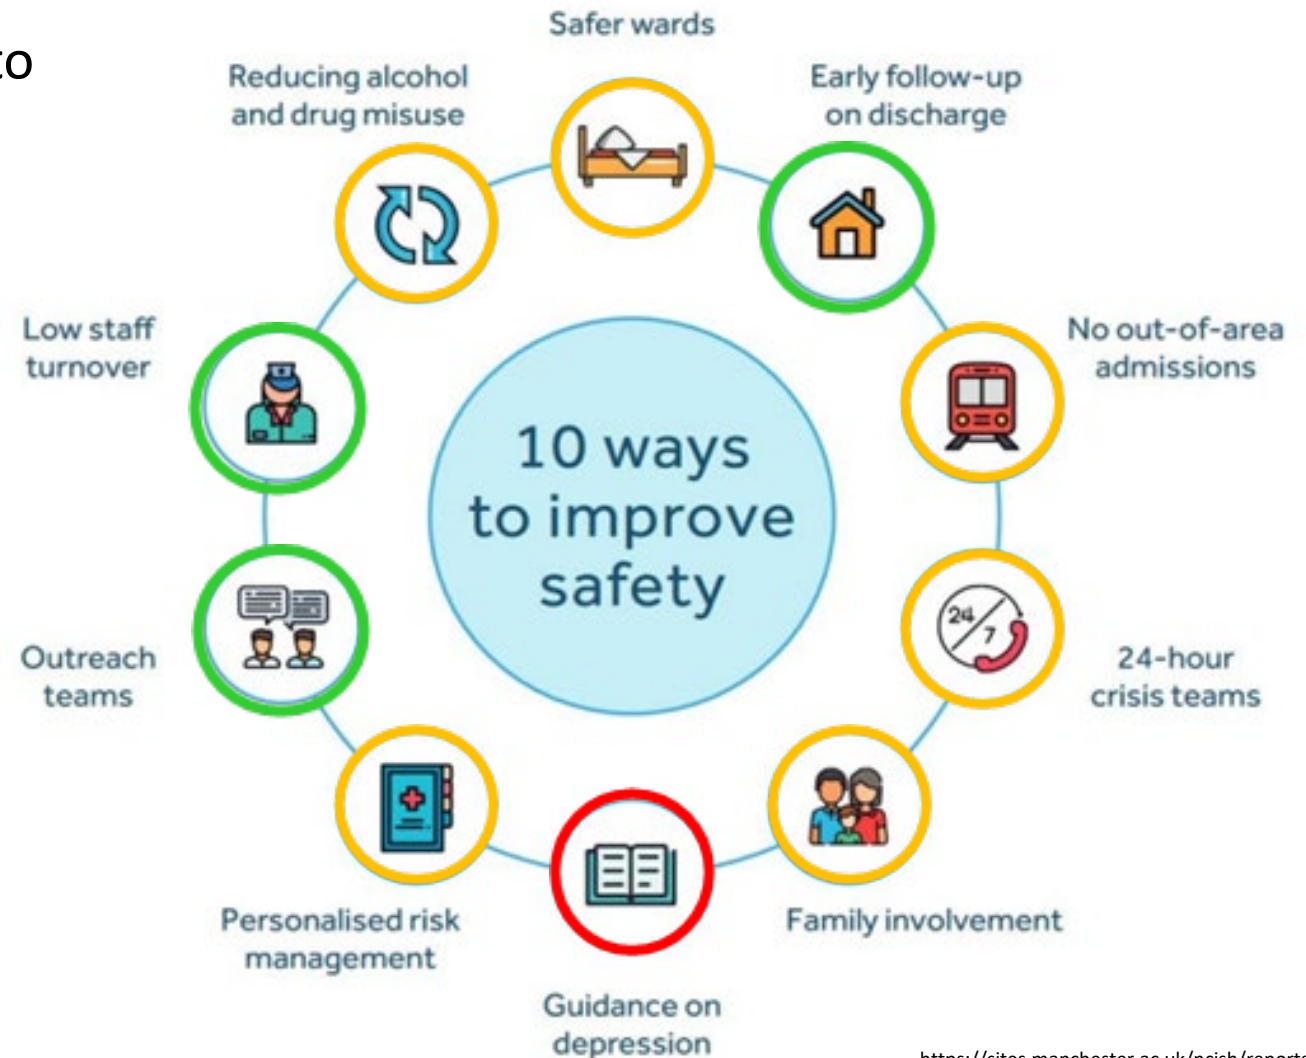 to
Safer wards
Early follow-up
on discharge
No out-of-area
admissions
24/7
24-hour
crisis teams
Family involvement
Guidance on
depression
Personalised risk
management
Outreach
teams
Low staff
turnover
Reducing alcohol
and drug misuse
10 ways
to improve
safety